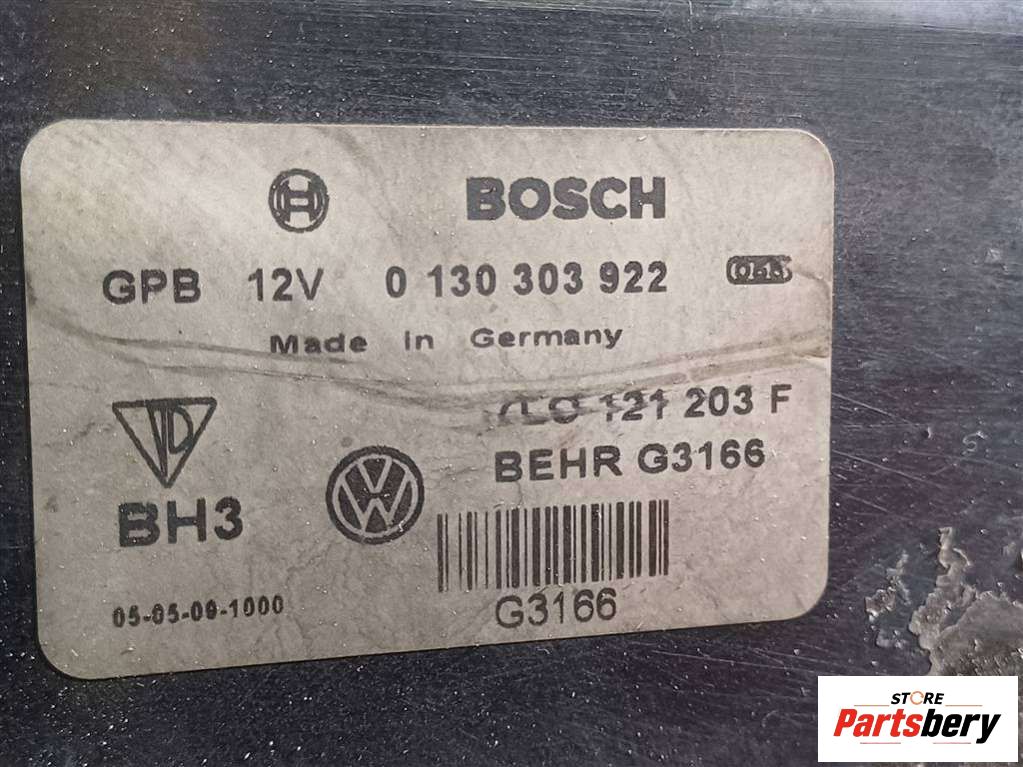 BOSCH
GPB 12V 0 130 303 922
Made in Germany
121 203 F
BEHR G3166
BH3
05-05-09-1000
G3166
STORE
Partsbery